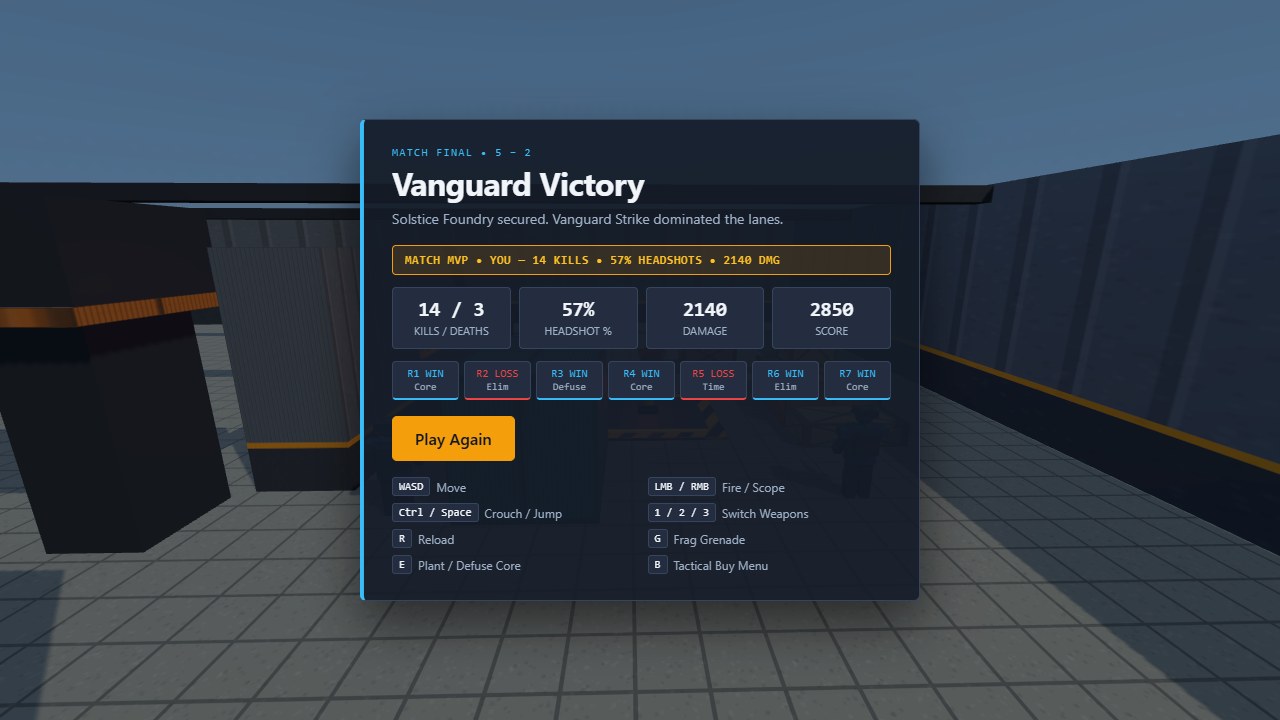 MATCH FINAL • 5 – 2
Vanguard Victory
Solstice Foundry secured. Vanguard Strike dominated the lanes.
MATCH MVP • YOU — 14 KILLS • 57% HEADSHOTS • 2140 DMG
14 / 3
KILLS / DEATHS
57%
HEADSHOT %
2140
DAMAGE
2850
SCORE
R1 WIN
Core
R2 LOSS
Elim
R3 WIN
Defuse
R4 WIN
Core
R5 LOSS
Time
R6 WIN
Elim
R7 WIN
Core
Play Again
WASD Move
LMB / RMB Fire / Scope
Ctrl / Space Crouch / Jump
1 / 2 / 3 Switch Weapons
R Reload
G Frag Grenade
E Plant / Defuse Core
B Tactical Buy Menu